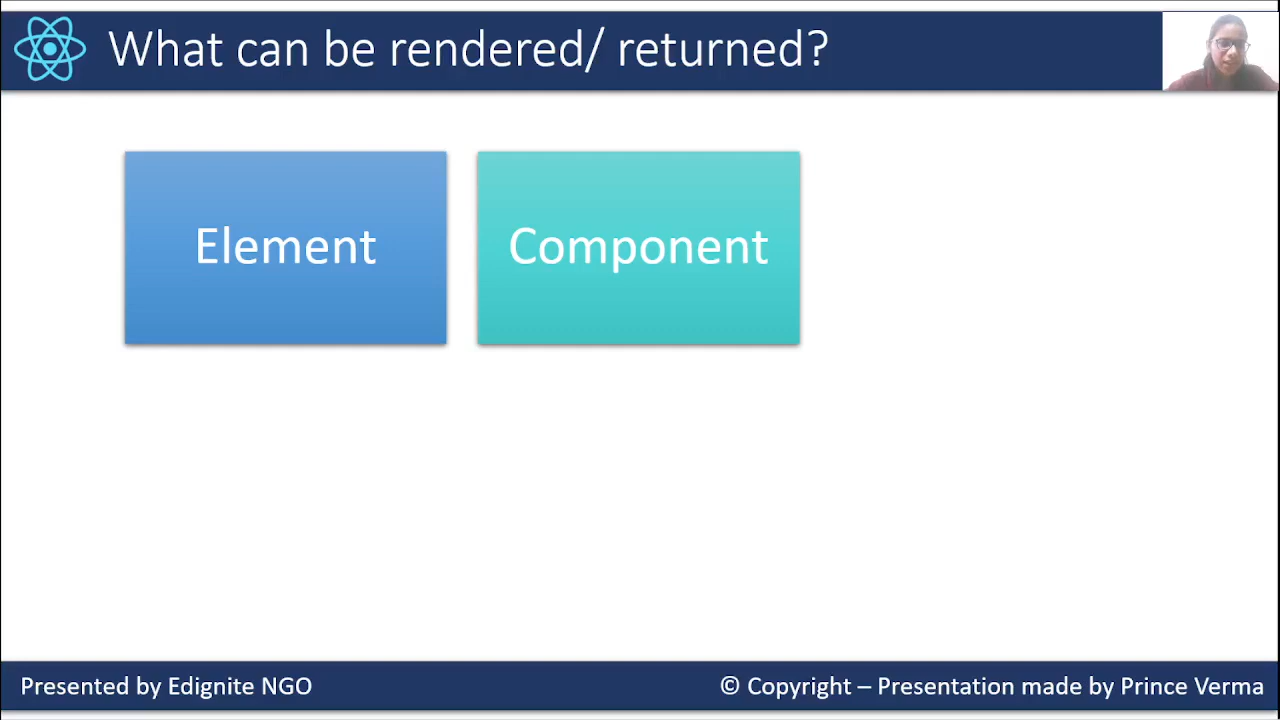 What can be rendered/ returned?
Element
Component
Presented by Edignite NGO
© Copyright – Presentation made by Prince Verma